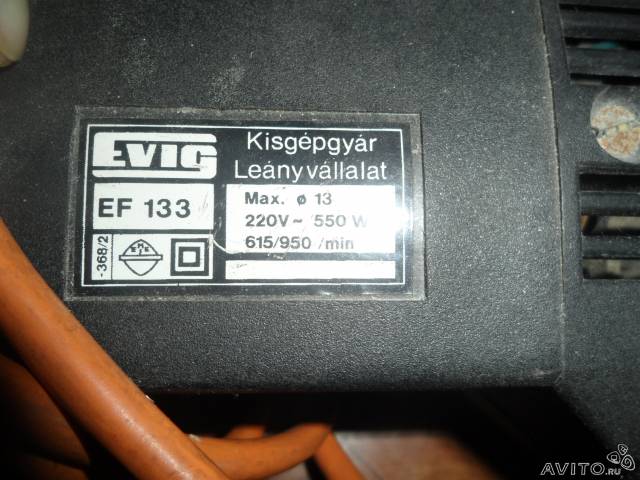 EVIG
Kisgépgyár
Leányvállalat
EF 133
Max. ø 13
220V~ 550 W
615/950 /min
-368/2
AVITO.ru